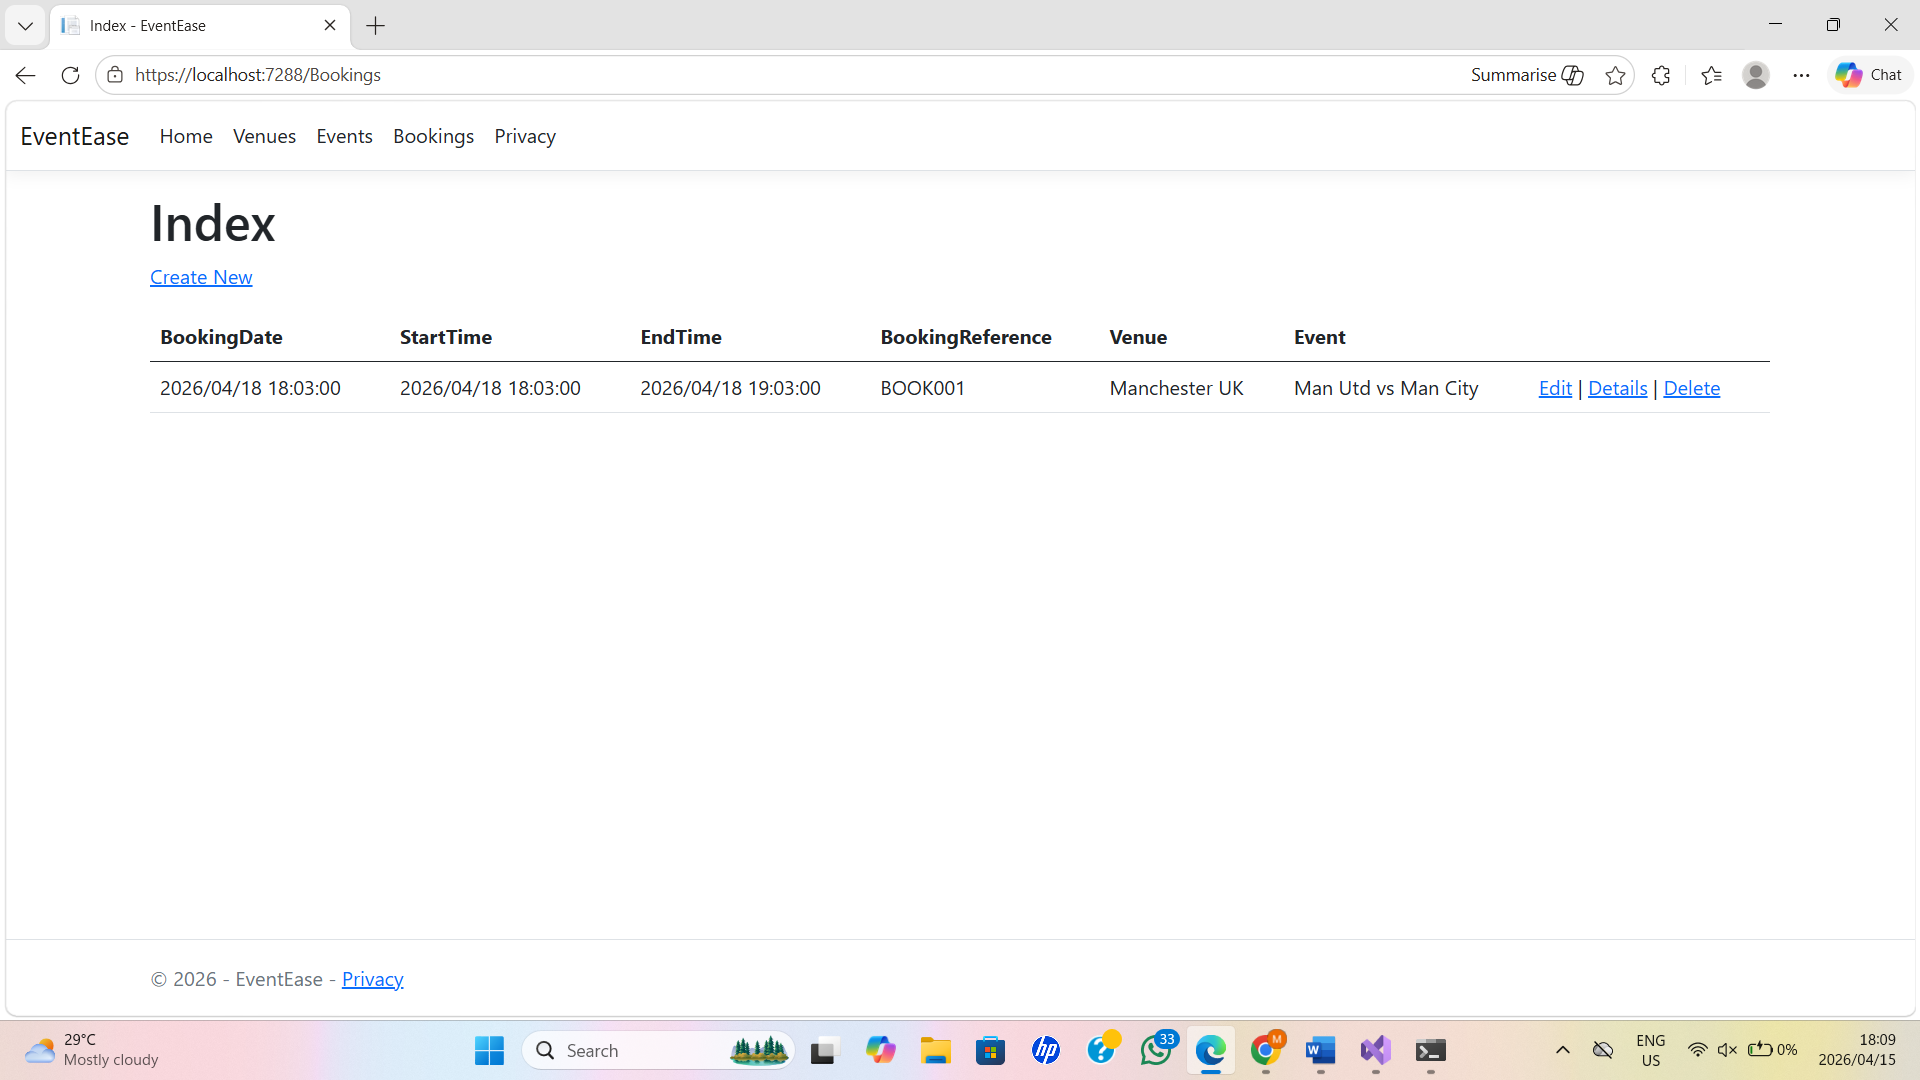 Index - EventEase
https://localhost:7288/Bookings
Summarise
Chat
EventEase Home Venues Events Bookings Privacy
Index
Create New
BookingDate StartTime EndTime BookingReference Venue Event
2026/04/18 18:03:00 2026/04/18 18:03:00 2026/04/18 19:03:00 BOOK001 Manchester UK Man Utd vs Man City Edit | Details | Delete
© 2026 - EventEase - Privacy
29°C
Mostly cloudy
Search
hp
33
M
W
ENG
US
0%
18:09
2026/04/15